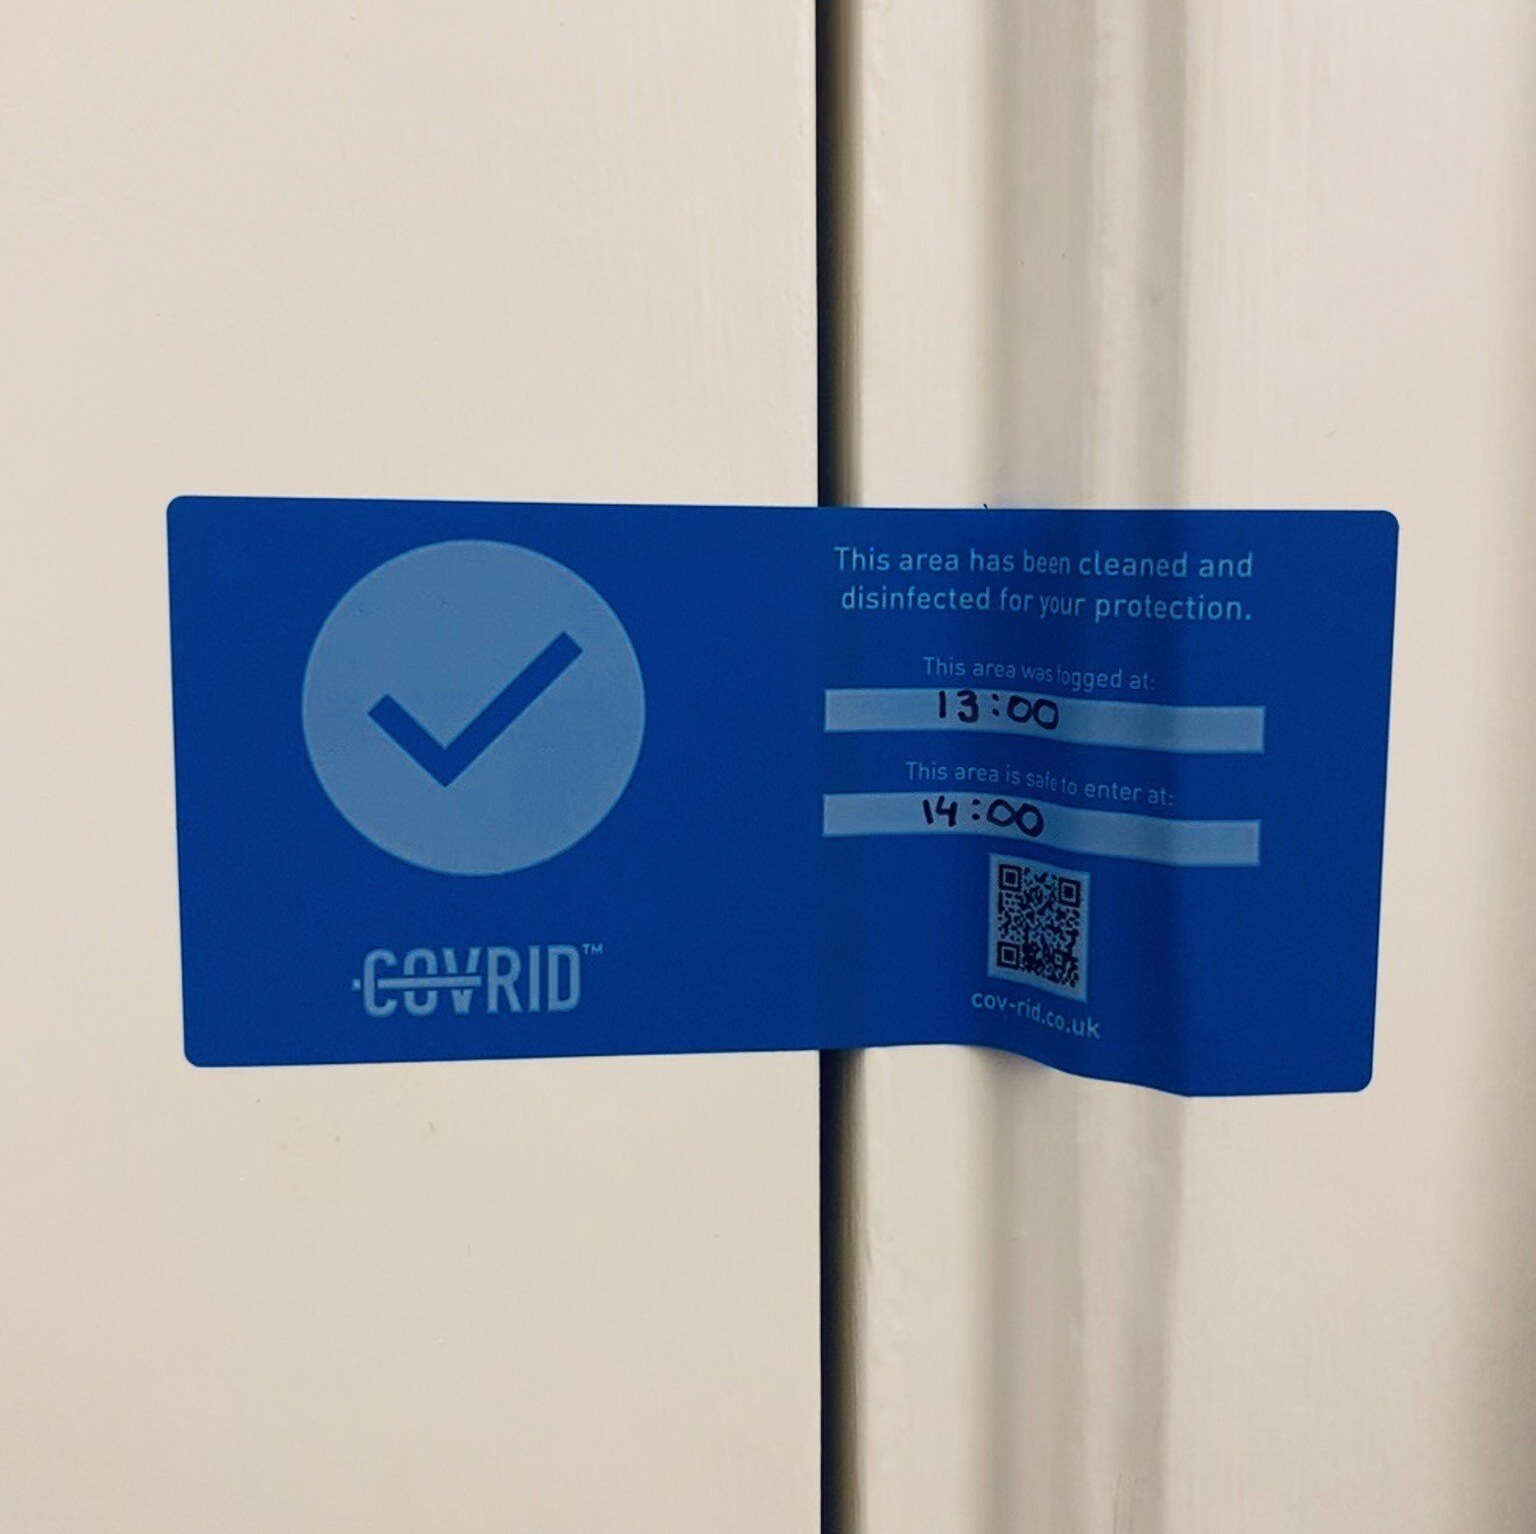 COVRID™
This area has been cleaned and
disinfected for your protection.
This area was fogged at:
13:00
This area is safe to enter at:
14:00
cov-rid.co.uk